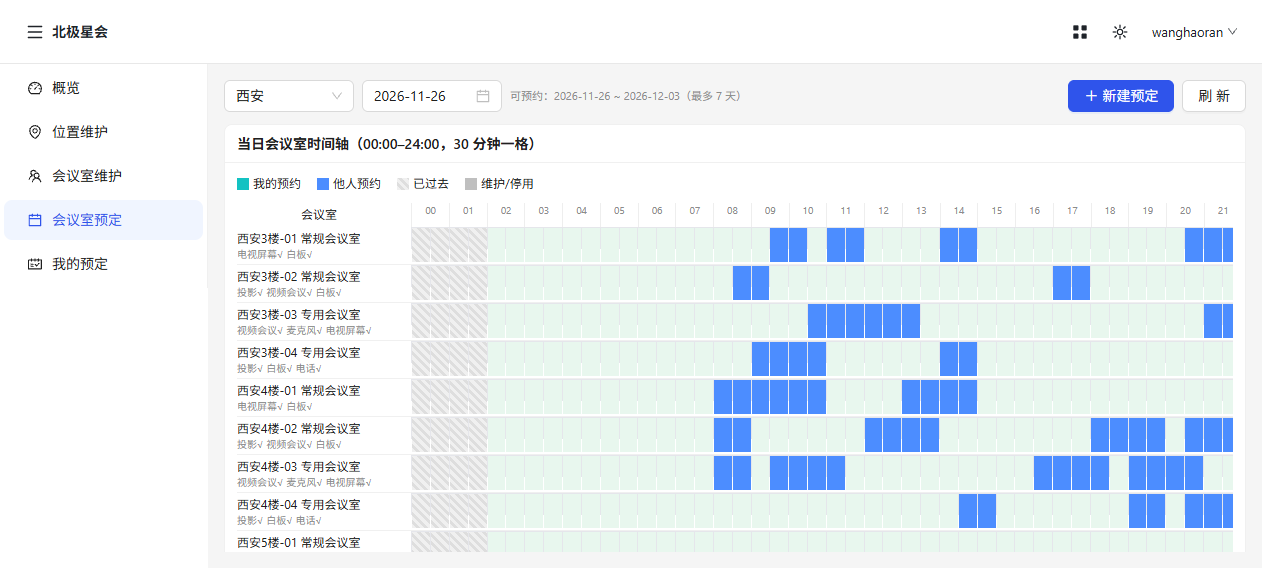 北极星会
wanghaoran
概览
位置维护
会议室维护
会议室预定
我的预定
西安
2026-11-26
可预约：2026-11-26 ~ 2026-12-03（最多 7 天）
新建预定
刷 新
当日会议室时间轴（00:00–24:00，30 分钟一格）
我的预约 他人预约 已过去 维护/停用
会议室 00 01 02 03 04 05 06 07 08 09 10 11 12 13 14 15 16 17 18 19 20 21
西安3楼-01 常规会议室
电视屏幕√ 白板√
西安3楼-02 常规会议室
投影√ 视频会议√ 白板√
西安3楼-03 专用会议室
视频会议√ 麦克风√ 电视屏幕√
西安3楼-04 专用会议室
投影√ 白板√ 电话√
西安4楼-01 常规会议室
电视屏幕√ 白板√
西安4楼-02 常规会议室
投影√ 视频会议√ 白板√
西安4楼-03 专用会议室
视频会议√ 麦克风√ 电视屏幕√
西安4楼-04 专用会议室
投影√ 白板√ 电话√
西安5楼-01 常规会议室